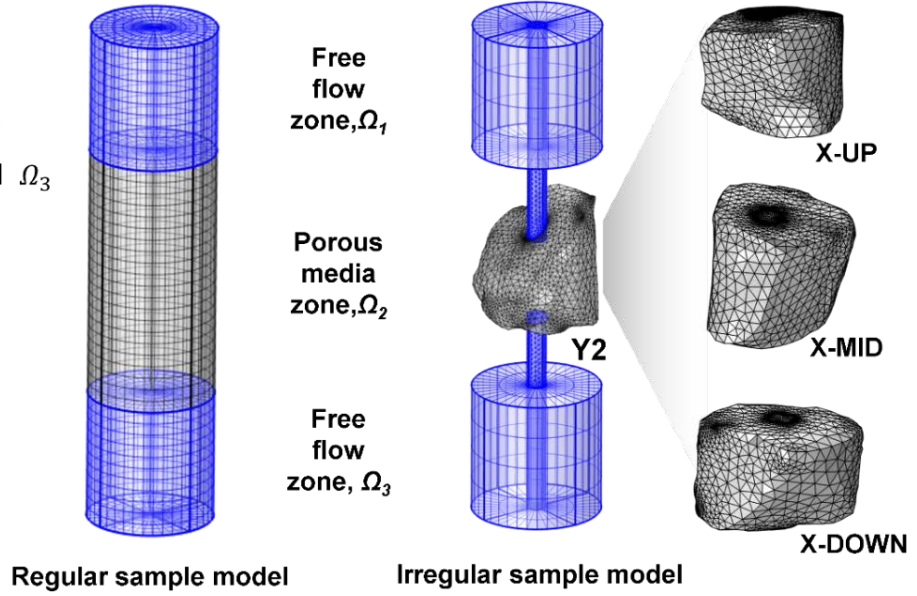 Free
flow
zone,Ω₁
Ω₃
Porous
media
zone,Ω₂
Free
flow
zone, Ω₃
Regular sample model
Y2
Irregular sample model
X-UP
X-MID
X-DOWN